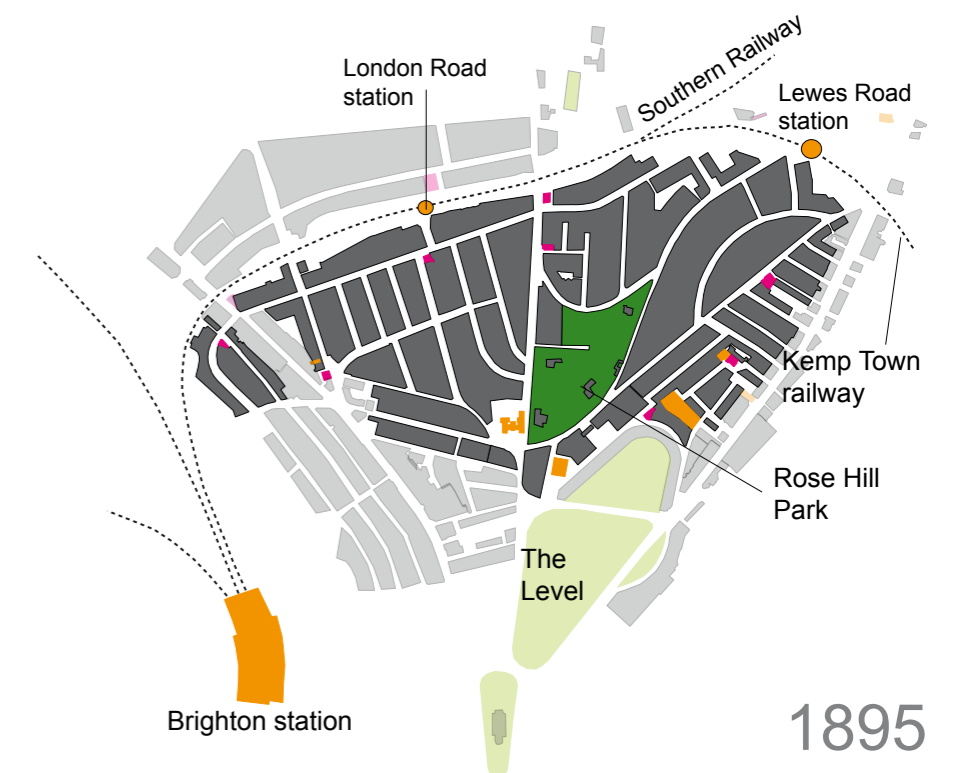 London Road
station
Southern Railway
Lewes Road
station
Kemp Town
railway
Rose Hill
Park
The
Level
Brighton station
1895